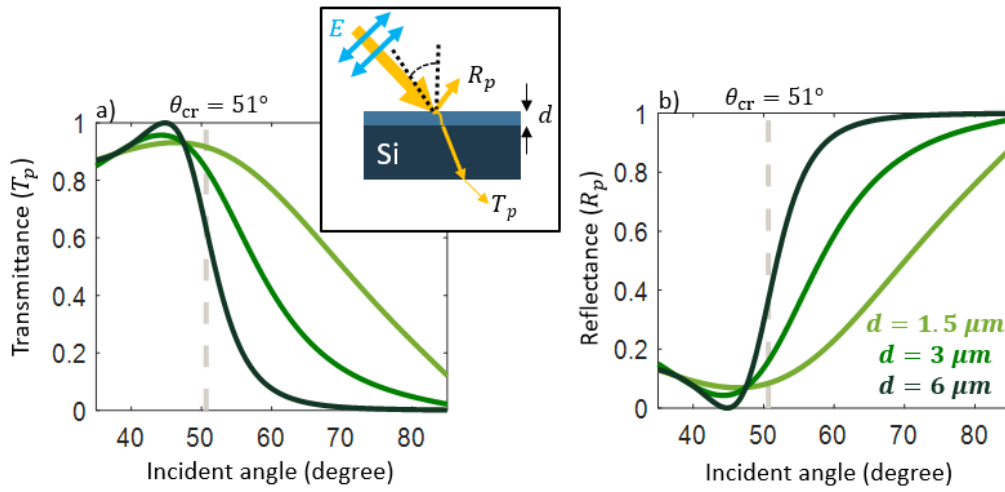 a)
θcr = 51°
Transmittance (Tp)
1
0.8
0.6
0.4
0.2
0
40 50 60 70 80
Incident angle (degree)
E
Rp
d
Si
Tp
b)
θcr = 51°
Reflectance (Rp)
1
0.8
0.6
0.4
0.2
0
d = 1.5 μm
d = 3 μm
d = 6 μm
40 50 60 70 80
Incident angle (degree)